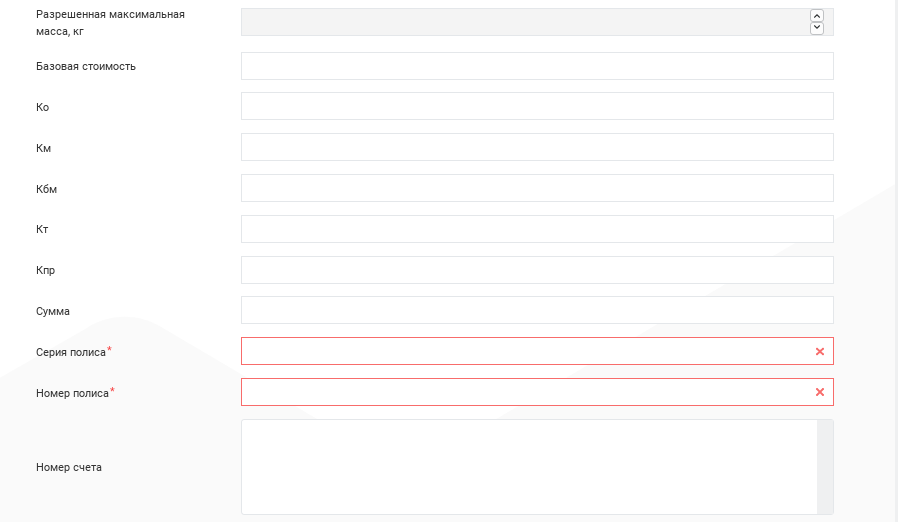 Разрешенная максимальная
масса, кг
Базовая стоимость
Ко
Км
Кбм
Кт
Кпр
Сумма
Серия полиса*
Номер полиса*
Номер счета